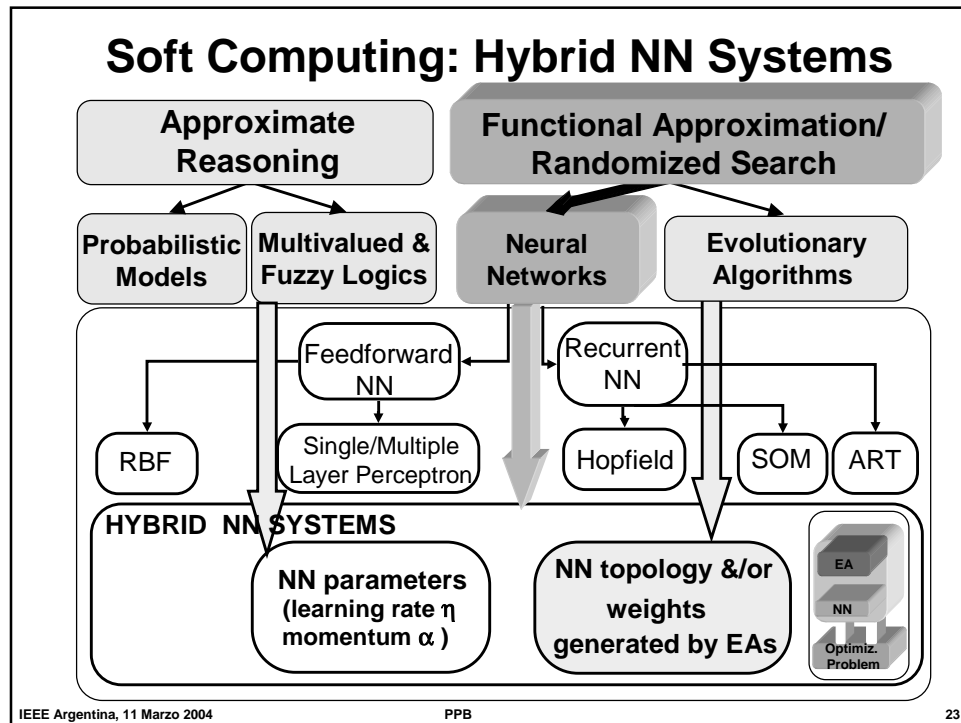 Soft Computing: Hybrid NN Systems
Approximate
Reasoning
Functional Approximation/
Randomized Search
Probabilistic
Models
Multivalued &
Fuzzy Logics
Neural
Networks
Evolutionary
Algorithms
Feedforward
NN
Recurrent
NN
RBF
Single/Multiple
Layer Perceptron
Hopfield
SOM
ART
HYBRID NN SYSTEMS
NN parameters
(learning rate η
momentum α )
NN topology &/or
weights
generated by EAs
EA
NN
Optimiz.
Problem
IEEE Argentina, 11 Marzo 2004
PPB
23